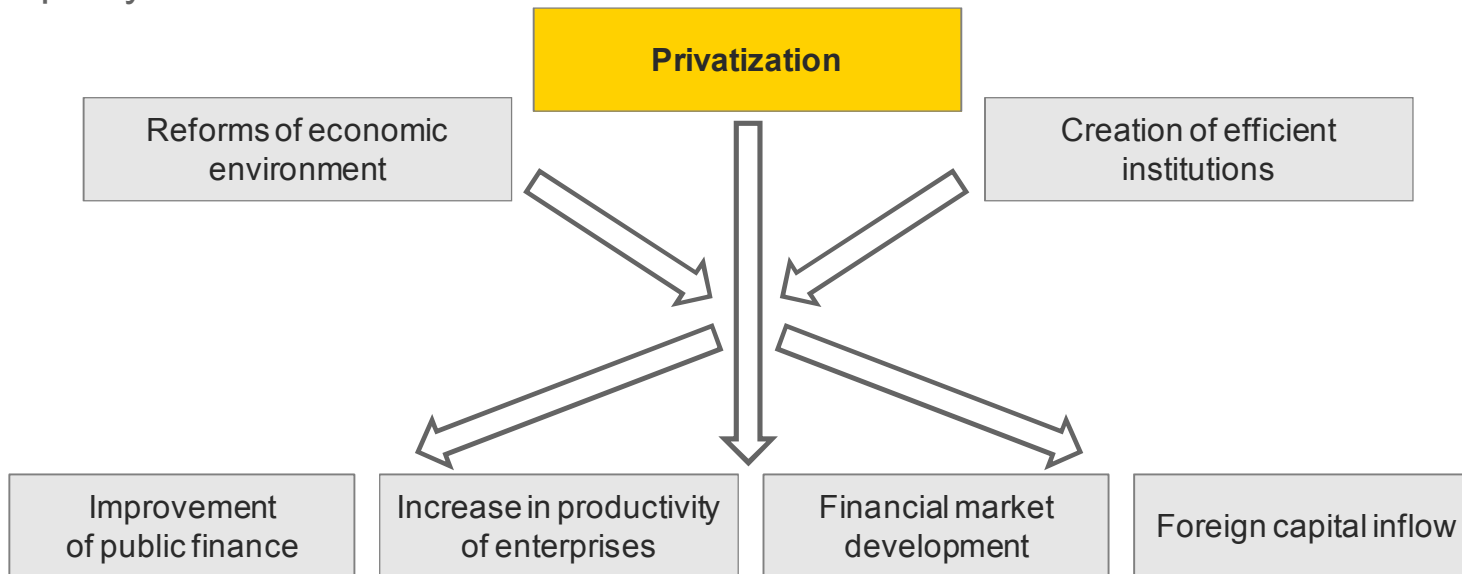 Privatization
Reforms of economic
environment
Creation of efficient
institutions
Improvement
of public finance
Increase in productivity
of enterprises
Financial market
development
Foreign capital inflow